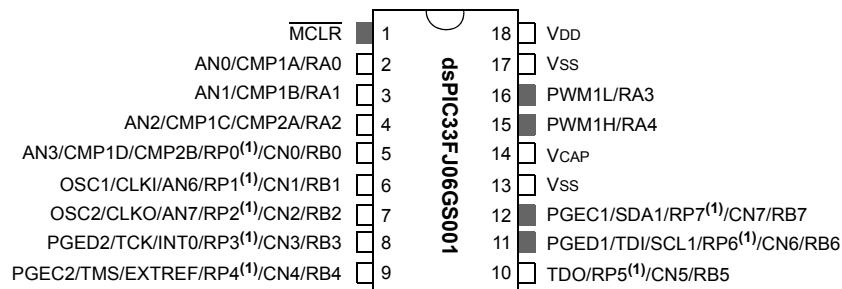 MCLR 1 18 VDD
AN0/CMP1A/RA0 2 17 VSS
AN1/CMP1B/RA1 3 16 PWM1L/RA3
AN2/CMP1C/CMP2A/RA2 4 15 PWM1H/RA4
AN3/CMP1D/CMP2B/RP0(1)/CN0/RB0 5 14 VCAP
OSC1/CLKI/AN6/RP1(1)/CN1/RB1 6 13 VSS
OSC2/CLKO/AN7/RP2(1)/CN2/RB2 7 12 PGEC1/SDA1/RP7(1)/CN7/RB7
PGED2/TCK/INT0/RP3(1)/CN3/RB3 8 11 PGED1/TDI/SCL1/RP6(1)/CN6/RB6
PGEC2/TMS/EXTREF/RP4(1)/CN4/RB4 9 10 TDO/RP5(1)/CN5/RB5
dsPIC33FJ06GS001